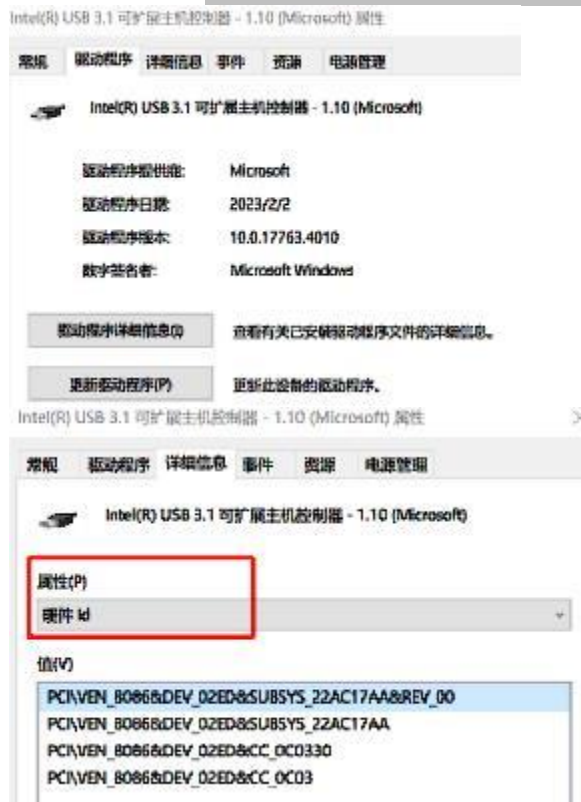 Intel(R) USB 3.1 可扩展主机控制器 - 1.10 (Microsoft) 属性
常规 驱动程序 详细信息 事件 资源 电源管理
Intel(R) USB 3.1 可扩展主机控制器 - 1.10 (Microsoft)
驱动程序提供商: Microsoft
驱动程序日期: 2023/2/2
驱动程序版本: 10.0.17763.4010
数字签名者: Microsoft Windows
驱动程序详细信息(I) 查看有关已安装驱动程序文件的详细信息。
更新驱动程序(P) 更新此设备的驱动程序。
Intel(R) USB 3.1 可扩展主机控制器 - 1.10 (Microsoft) 属性
常规 驱动程序 详细信息 事件 资源 电源管理
Intel(R) USB 3.1 可扩展主机控制器 - 1.10 (Microsoft)
属性(P)
硬件 Id
值(V)
PCI\VEN_8086&DEV_02ED&SUBSYS_22AC17AA&REV_00
PCI\VEN_8086&DEV_02ED&SUBSYS_22AC17AA
PCI\VEN_8086&DEV_02ED&CC_0C0330
PCI\VEN_8086&DEV_02ED&CC_0C03